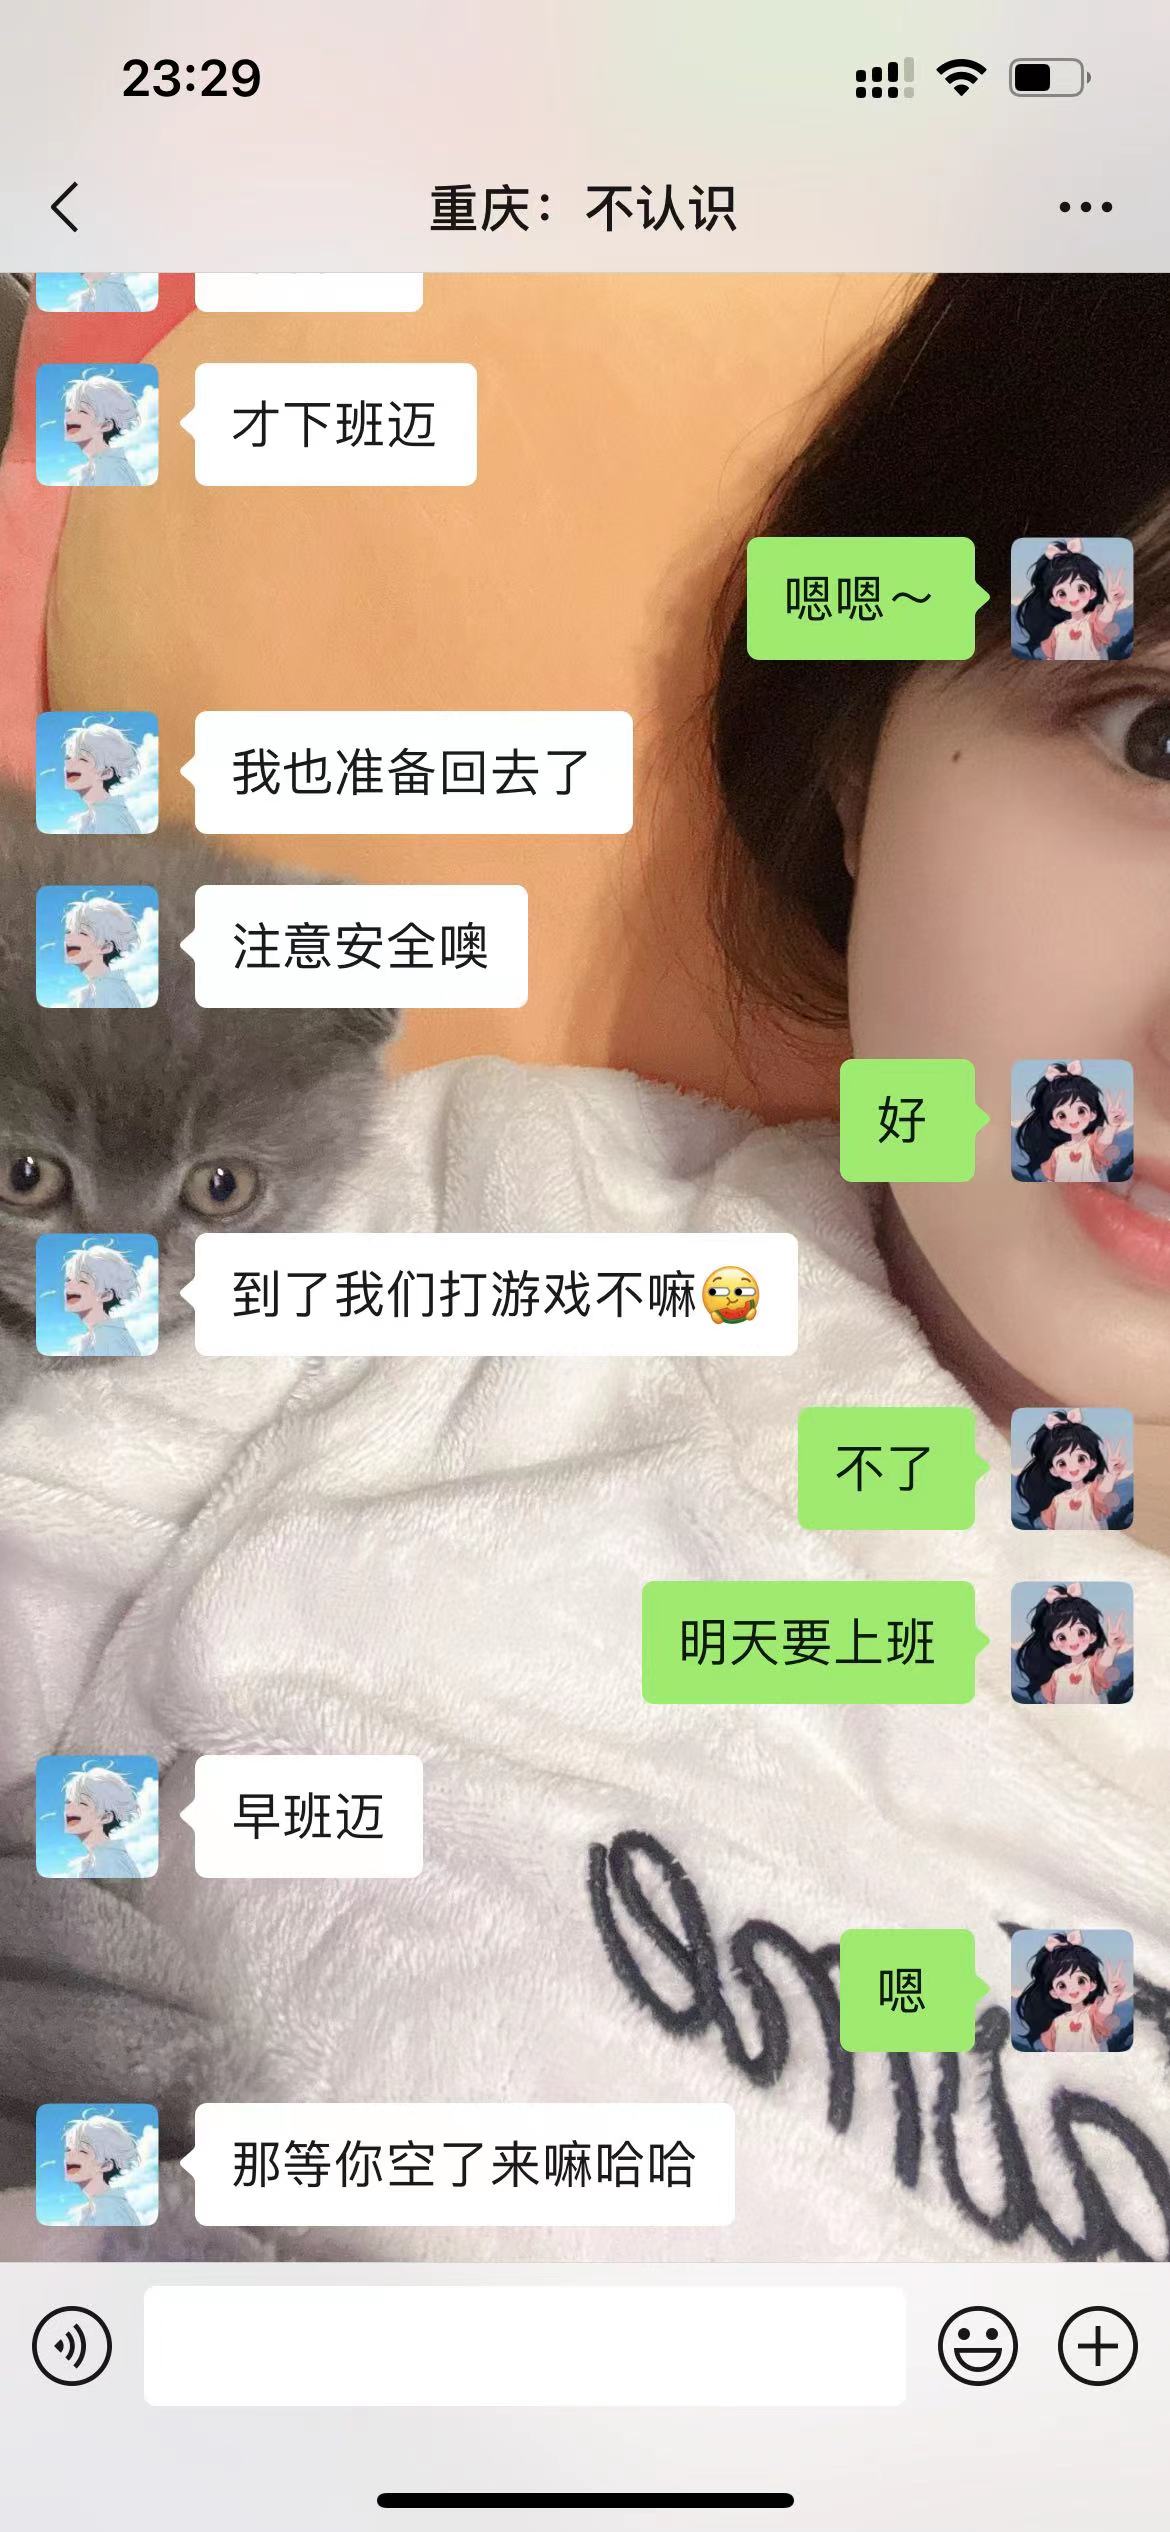 23:29
重庆：不认识
才下班迈
嗯嗯～
我也准备回去了
注意安全噢
好
到了我们打游戏不嘛
不了
明天要上班
早班迈
嗯
那等你空了来嘛哈哈